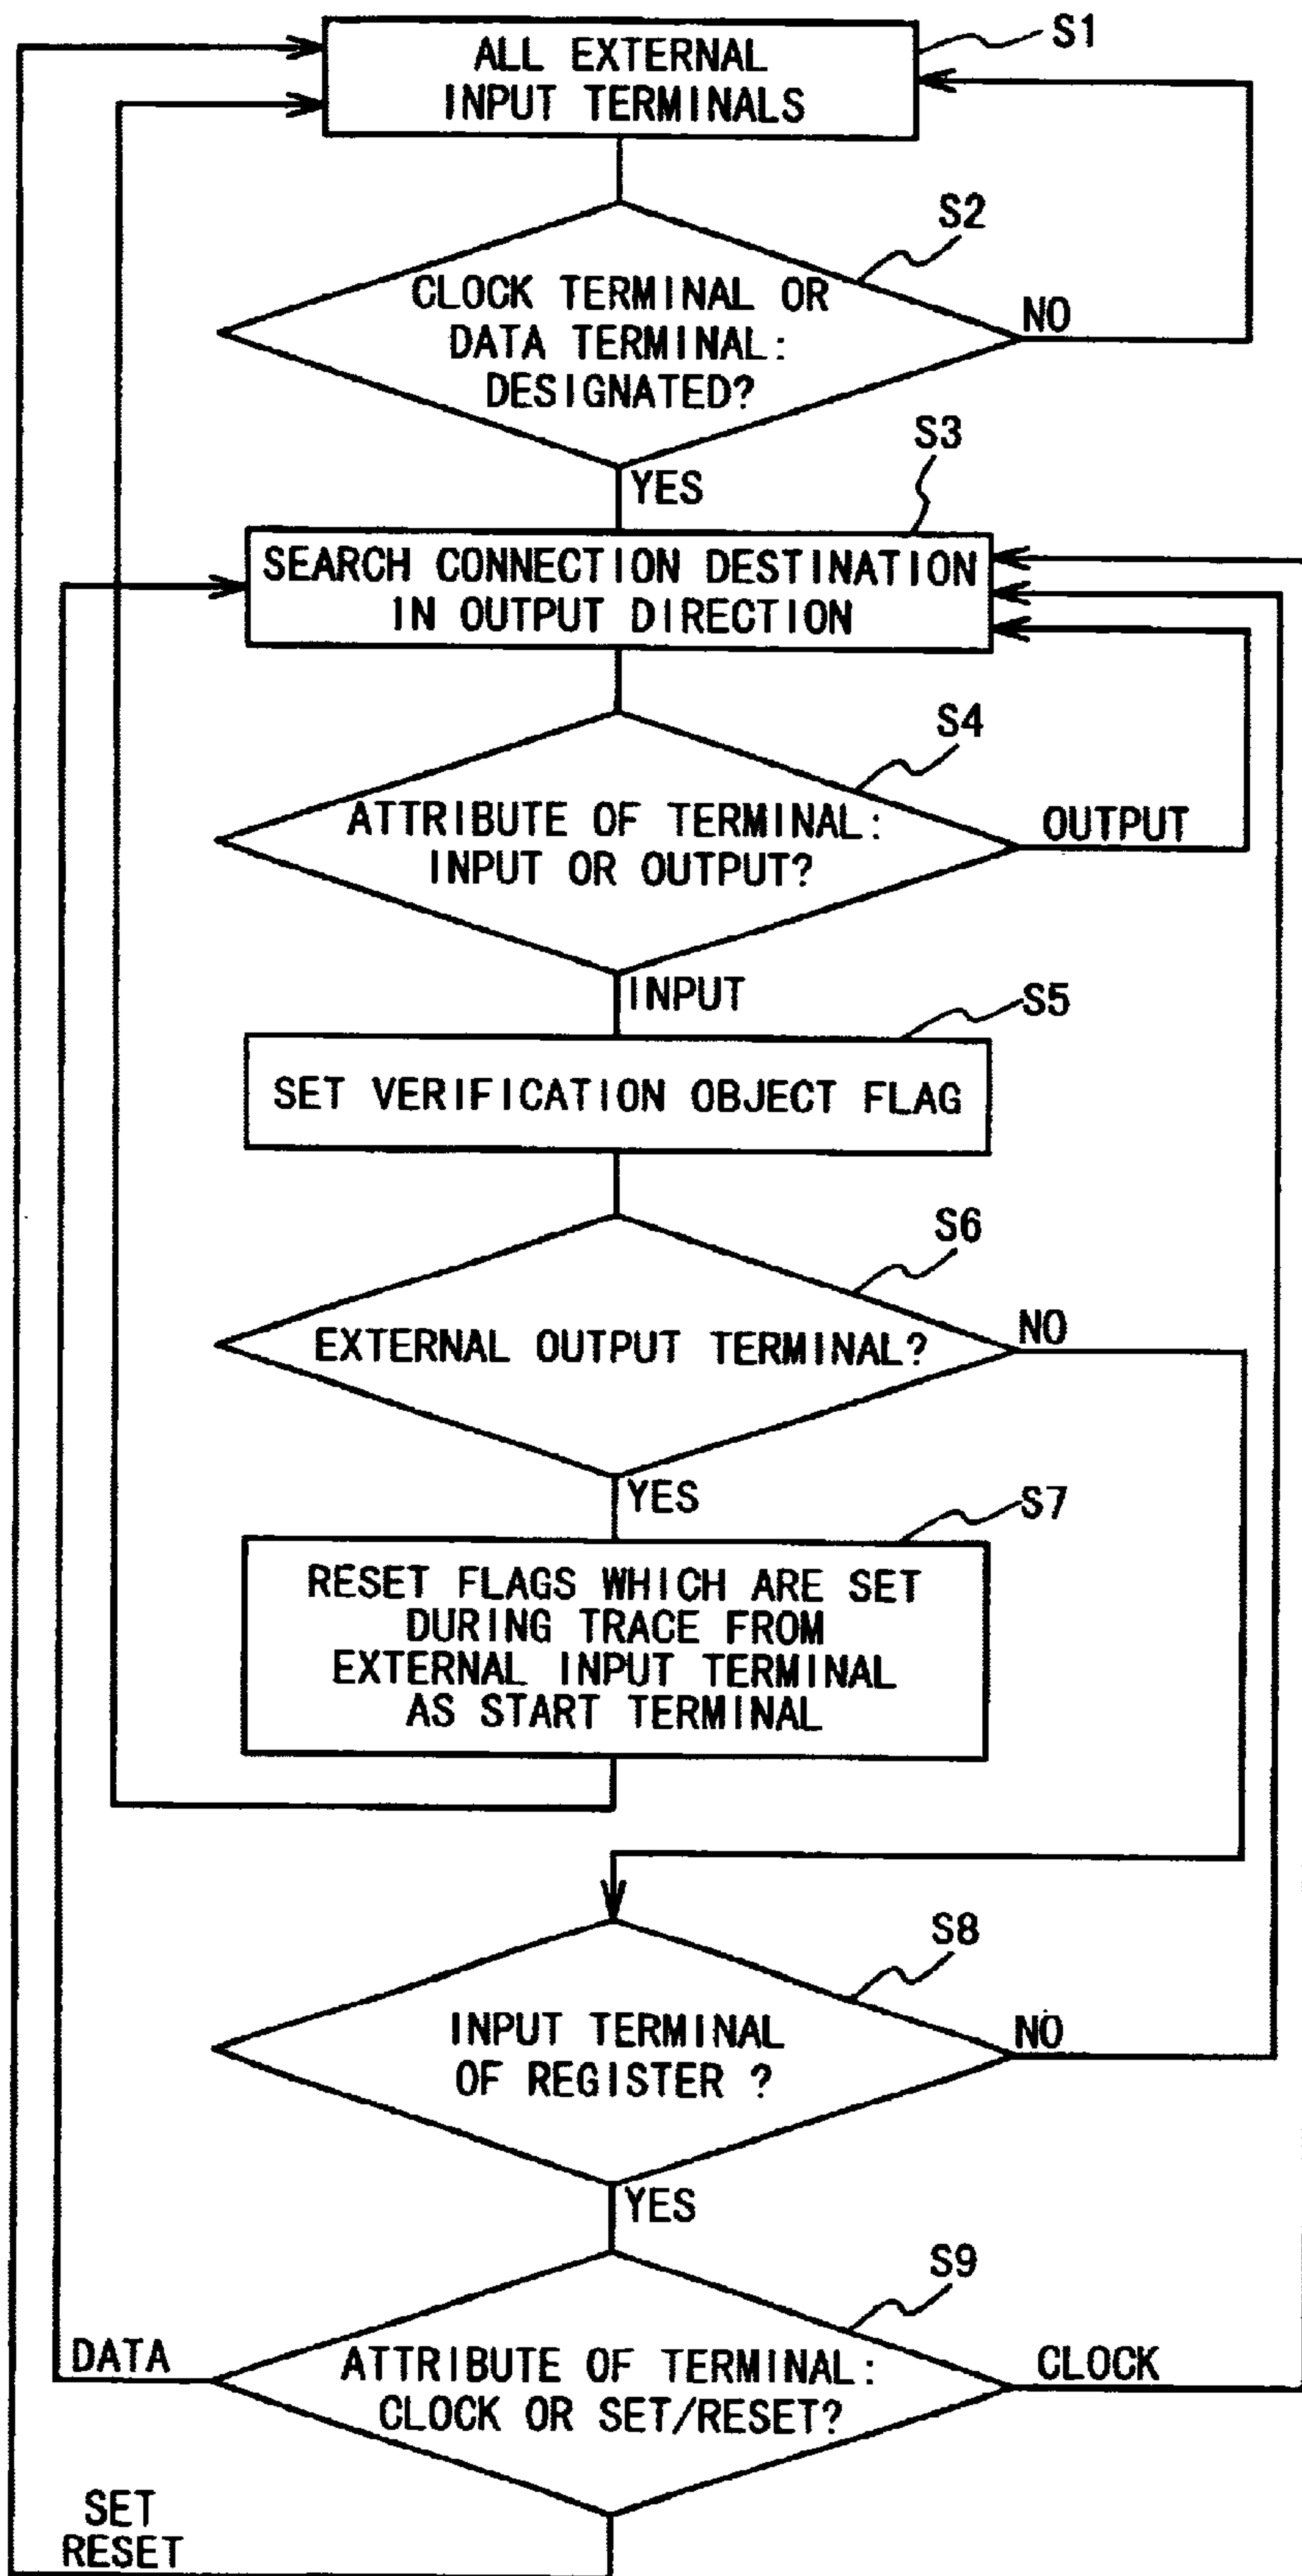 ALL EXTERNAL
INPUT TERMINALS
S1
S2
CLOCK TERMINAL OR
DATA TERMINAL:
DESIGNATED?
NO
YES
S3
SEARCH CONNECTION DESTINATION
IN OUTPUT DIRECTION
S4
ATTRIBUTE OF TERMINAL:
INPUT OR OUTPUT?
OUTPUT
INPUT
S5
SET VERIFICATION OBJECT FLAG
S6
EXTERNAL OUTPUT TERMINAL?
NO
YES
S7
RESET FLAGS WHICH ARE SET
DURING TRACE FROM
EXTERNAL INPUT TERMINAL
AS START TERMINAL
S8
INPUT TERMINAL
OF REGISTER ?
NO
YES
S9
DATA
ATTRIBUTE OF TERMINAL:
CLOCK OR SET/RESET?
CLOCK
SET
RESET